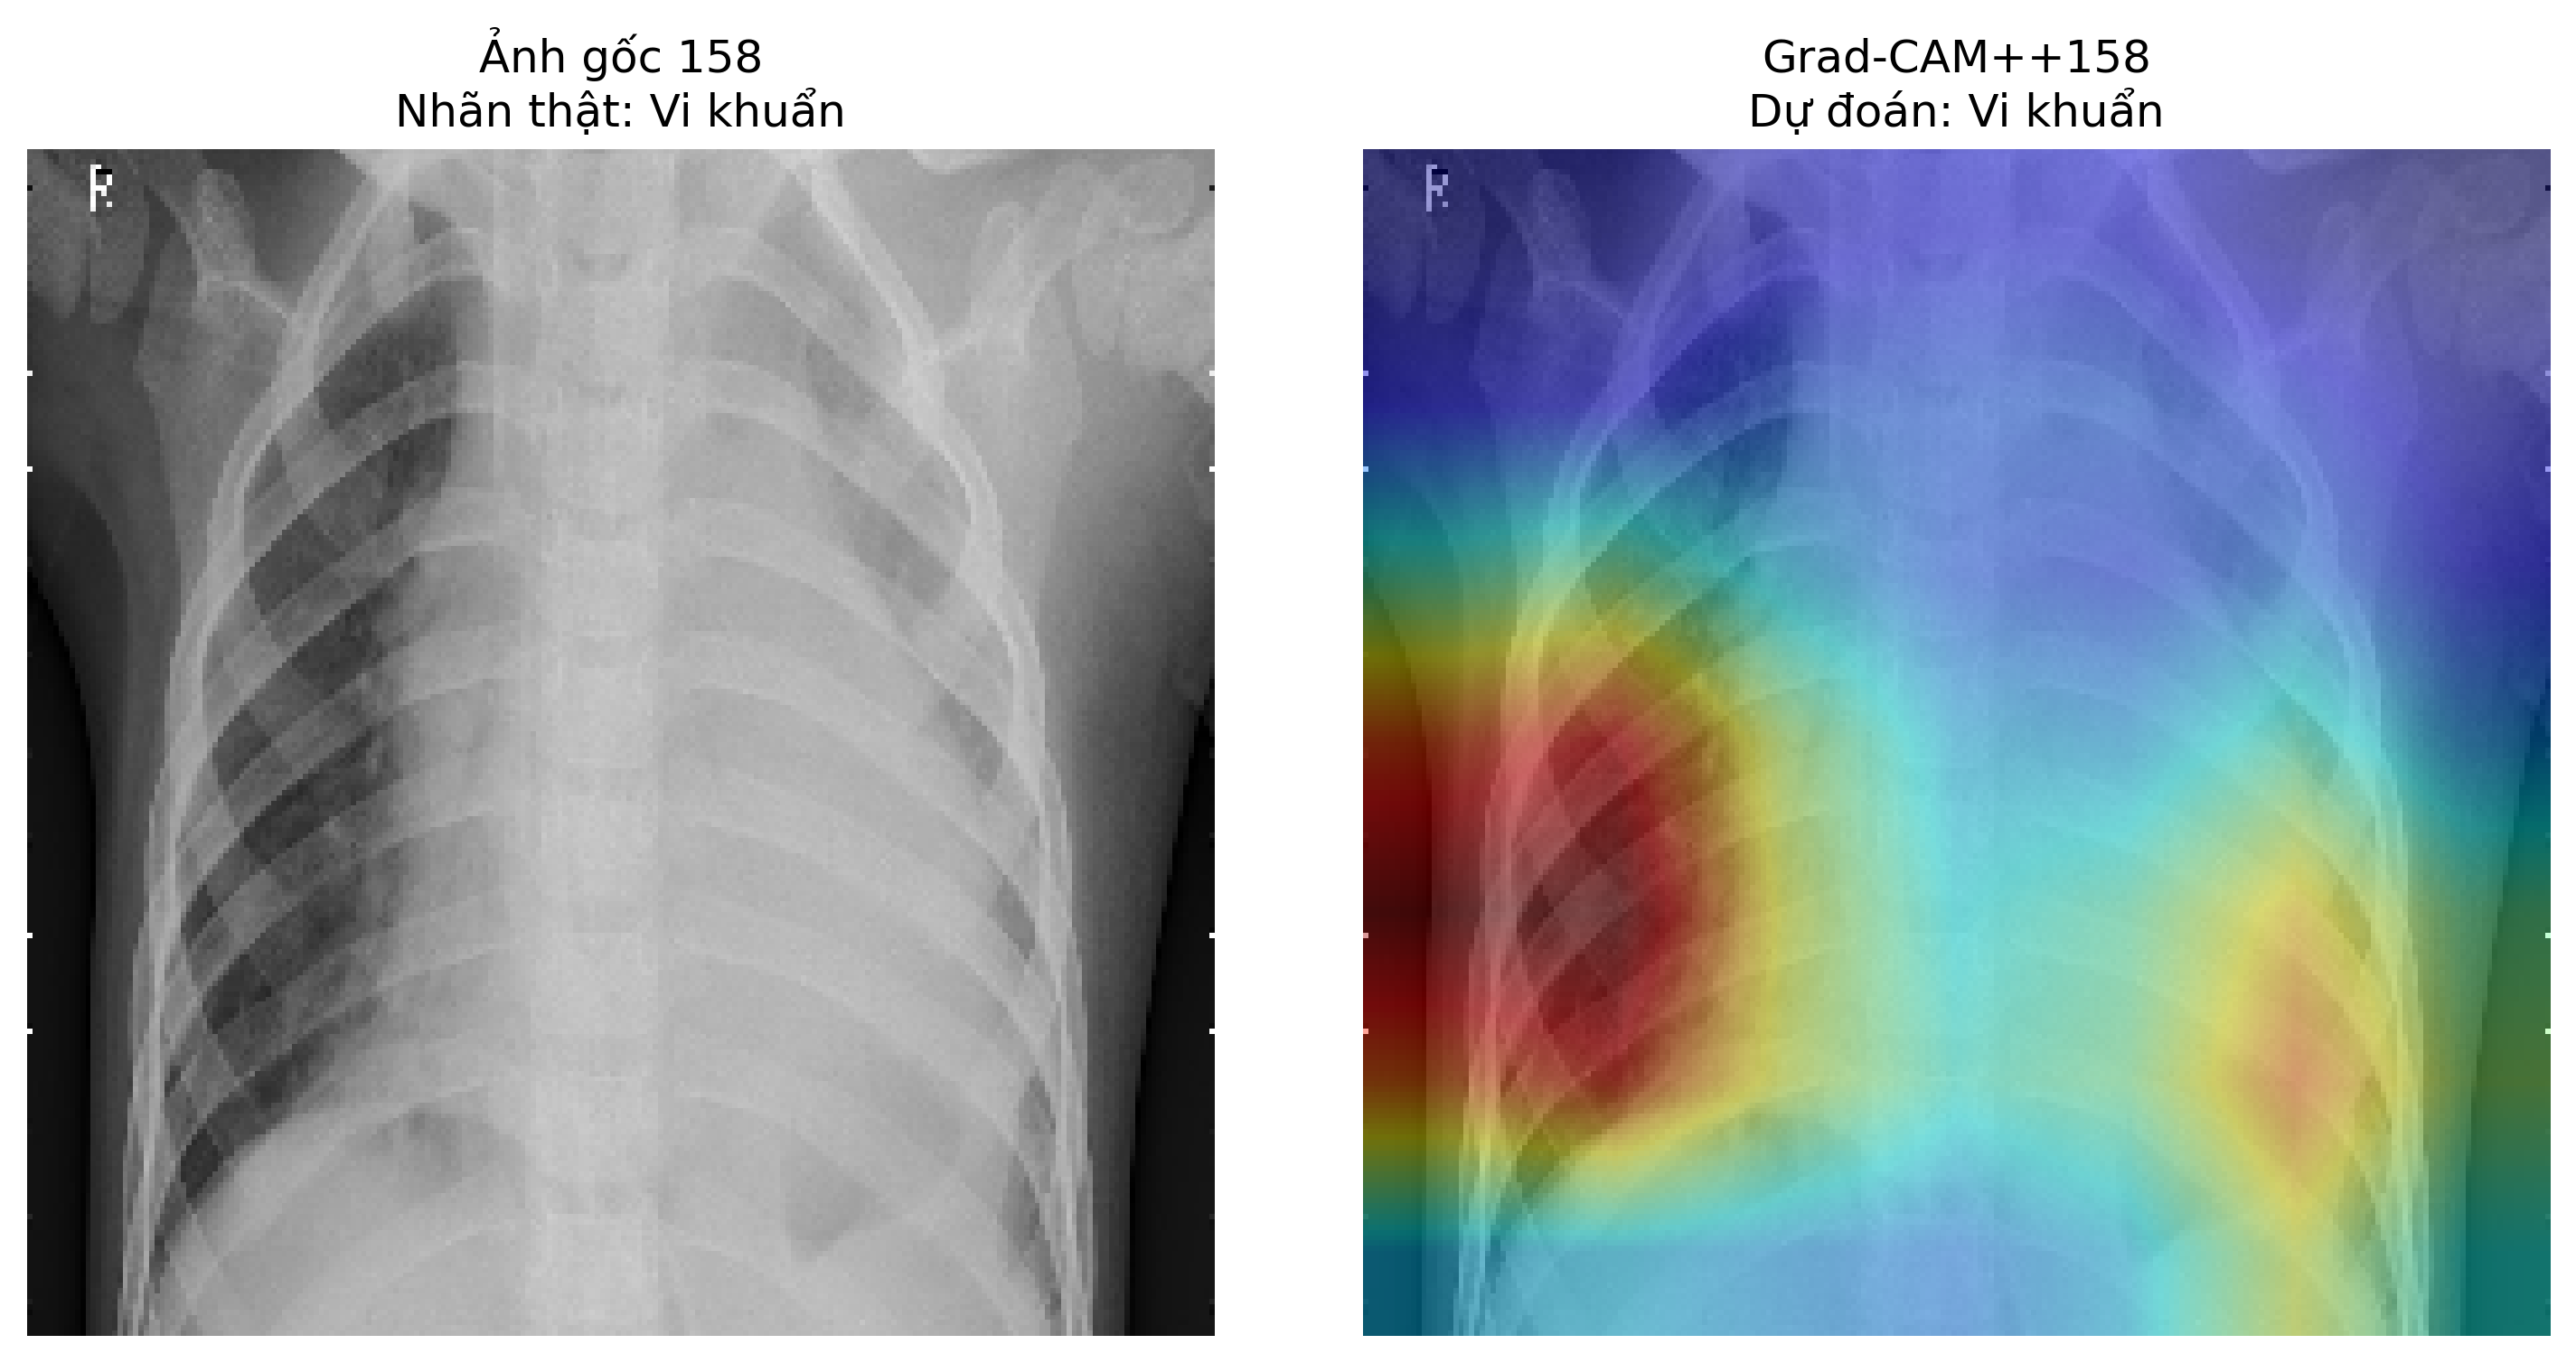 Ảnh gốc 158
Nhãn thật: Vi khuẩn
Grad-CAM++158
Dự đoán: Vi khuẩn
R
R